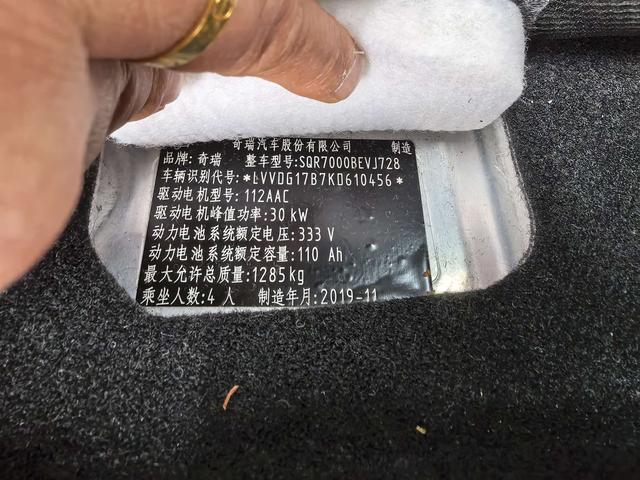 奇瑞汽车股份有限公司 制造
品牌:奇瑞 整车型号:SQR7000BEVJ728
车辆识别代号:*LVVDG17B7KD610456*
驱动电机型号:112AAC
驱动电机峰值功率:30 kW
动力电池系统额定电压:333 V
动力电池系统额定容量:110 Ah
最大允许总质量:1285kg
乘坐人数:4 人 制造年月:2019-11